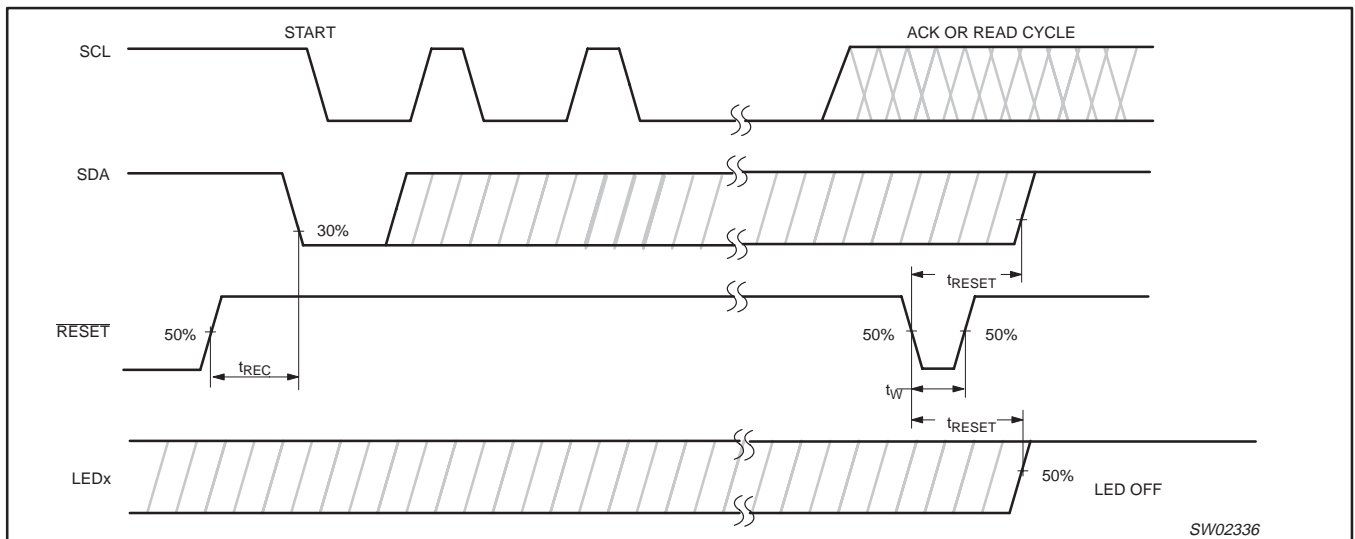 START
ACK OR READ CYCLE
SCL
SDA
30%
tRESET
RESET
50%
50%
50%
tREC
tW
tRESET
LEDx
50%
LED OFF
SW02336